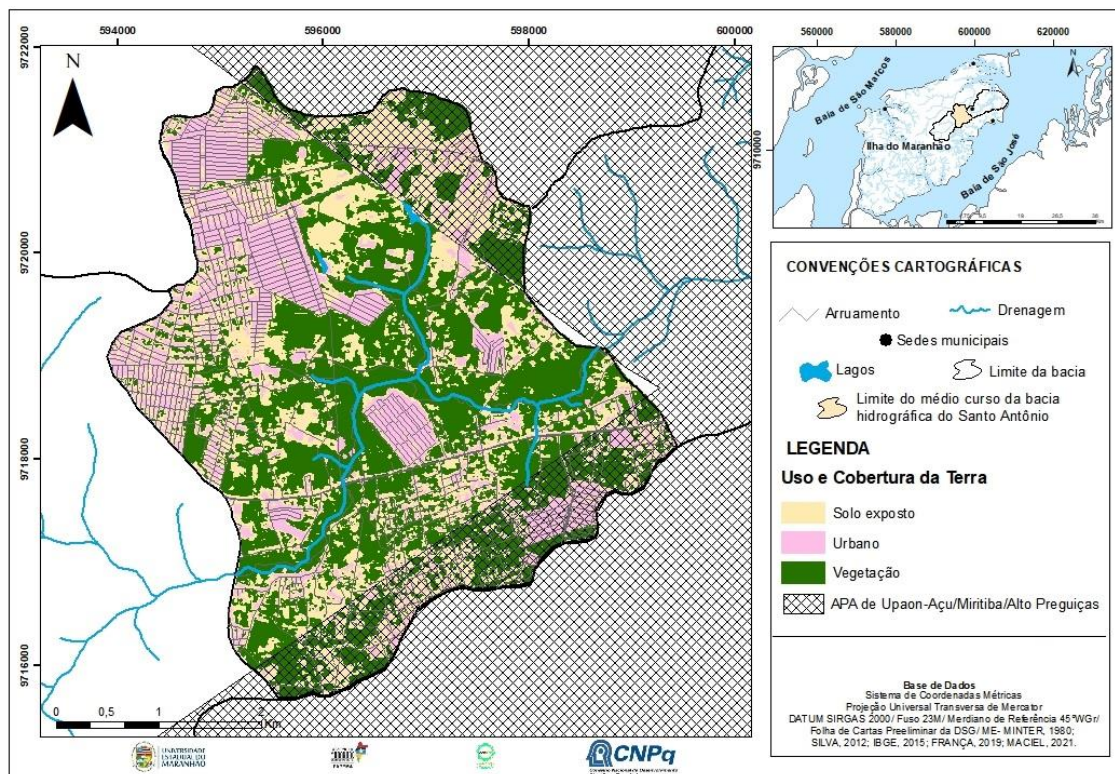 594000 596000 598000 600000
9722000
9720000
9718000
9716000
N
0 0,5 1 2
Km
560000 580000 600000 620000
9710000
N
Baía de São Marcos
Ilha do Maranhão
Baía de São José
CONVENÇÕES CARTOGRÁFICAS
Arruamento
Drenagem
Sedes municipais
Lagos
Limite da bacia
Limite do médio curso da bacia
hidrográfica do Santo Antônio
LEGENDA
Uso e Cobertura da Terra
Solo exposto
Urbano
Vegetação
APA de Upaon-Açu/Miritiba/Alto Preguiças
Base de Dados
Sistema de Coordenadas Métricas
Projeção Universal Transversa de Mercator
DATUM SIRGAS 2000/ Fuso 23M/ Merdiano de Referência 45°WGr/
Folha de Cartas Preeliminar da DSG/ ME- MINTER, 1980;
SILVA, 2012; IBGE, 2015; FRANÇA, 2019; MACIEL, 2021.
UNIVERSIDADE
ESTADUAL DO
MARANHÃO
CNPq